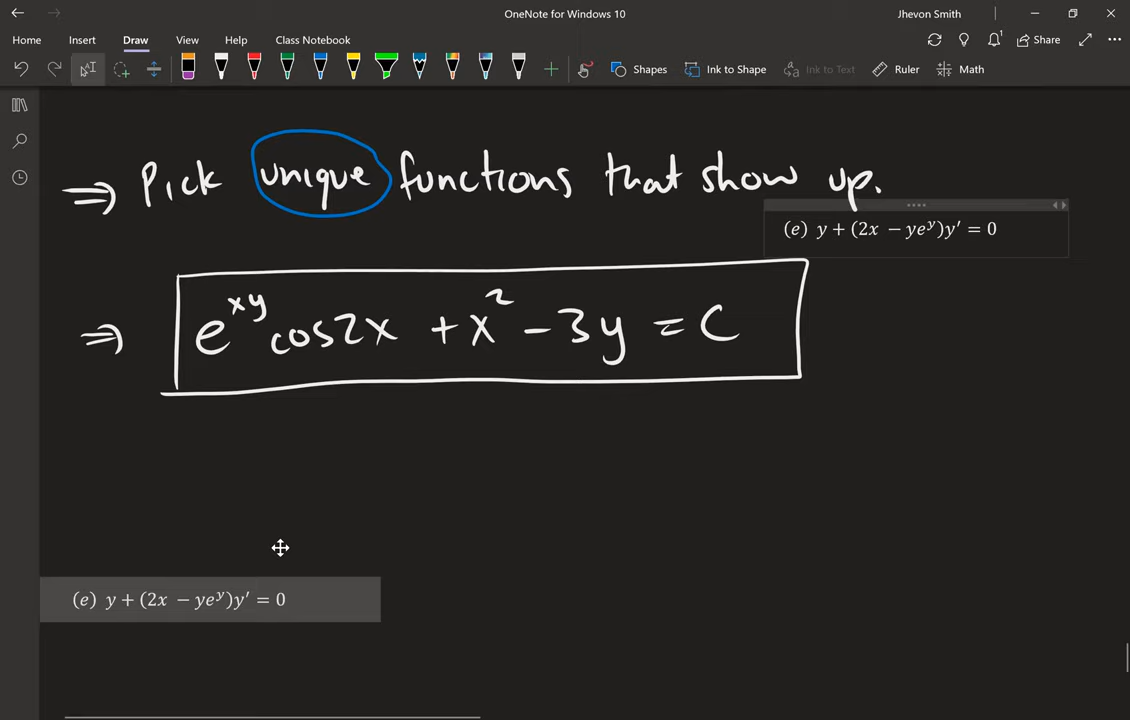 OneNote for Windows 10
Jhevon Smith
Home Insert Draw View Help Class Notebook
Share
Shapes Ink to Shape Ink to Text Ruler Math
⇒ Pick unique functions that show up.
(e) y + (2x − ye^y)y′ = 0
⇒ e^{xy} cos2x + x^2 − 3y = C
(e) y + (2x − ye^y)y′ = 0